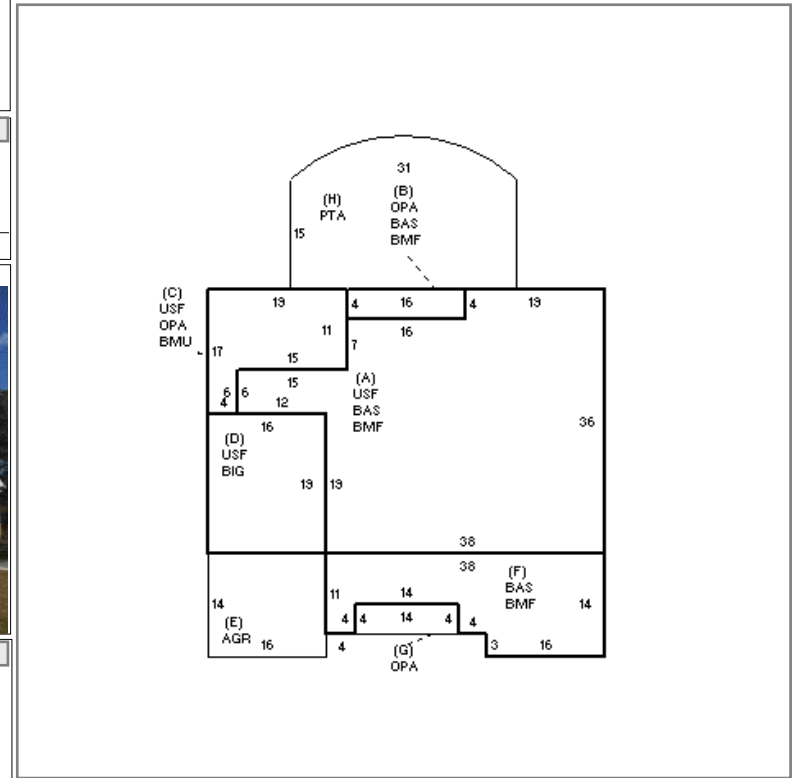 31
(B)
OPA
BAS
BMF
(H)
PTA
15
(C)
USF
OPA
BMU
19
4
16
4
19
11
16
17
7
15
15
(A)
USF
BAS
BMF
6
6
4
12
36
16
(D)
USF
BIG
19
19
38
38
(F)
BAS
BMF
14
11
14
14
(E)
AGR
4
4
14
4
4
16
4
3
16
(G)
OPA